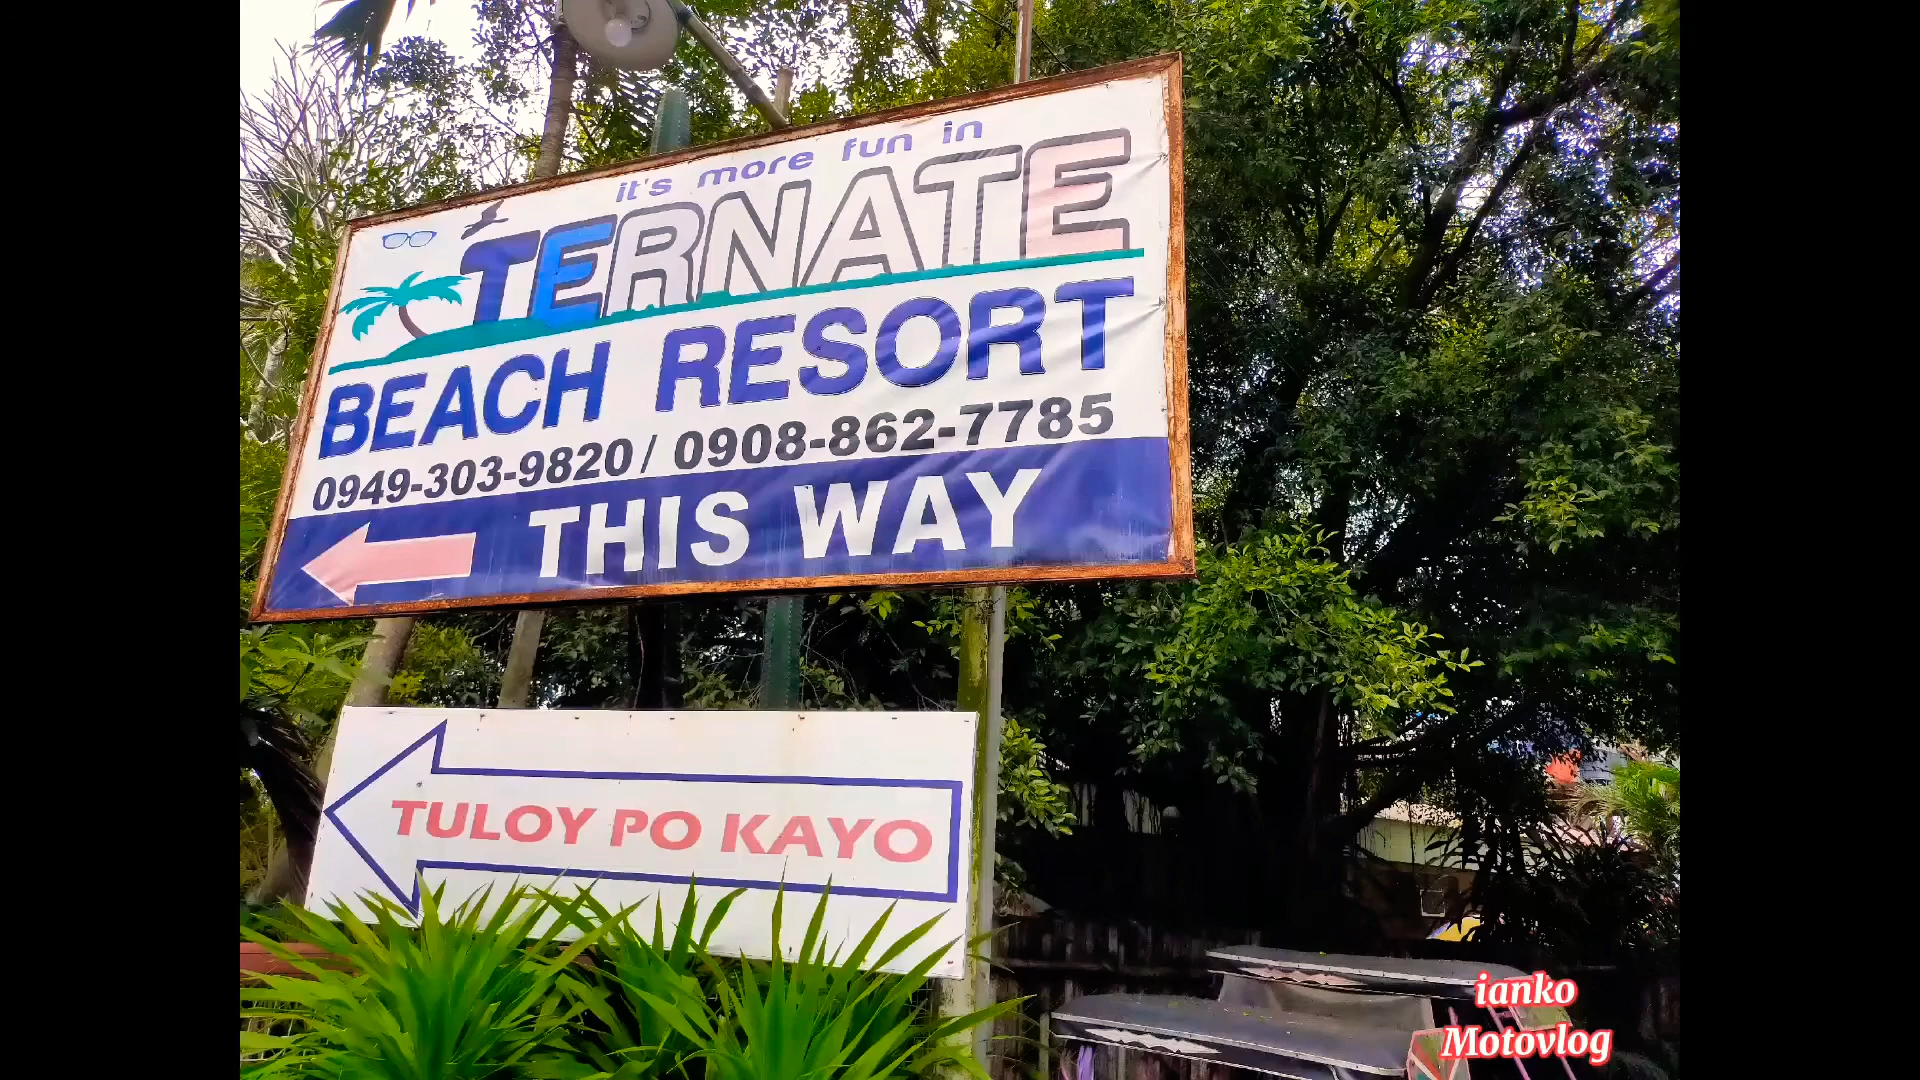 it's more fun in
TERNATE
BEACH RESORT
0949-303-9820 / 0908-862-7785
THIS WAY
TULOY PO KAYO
ianko
Motovlog